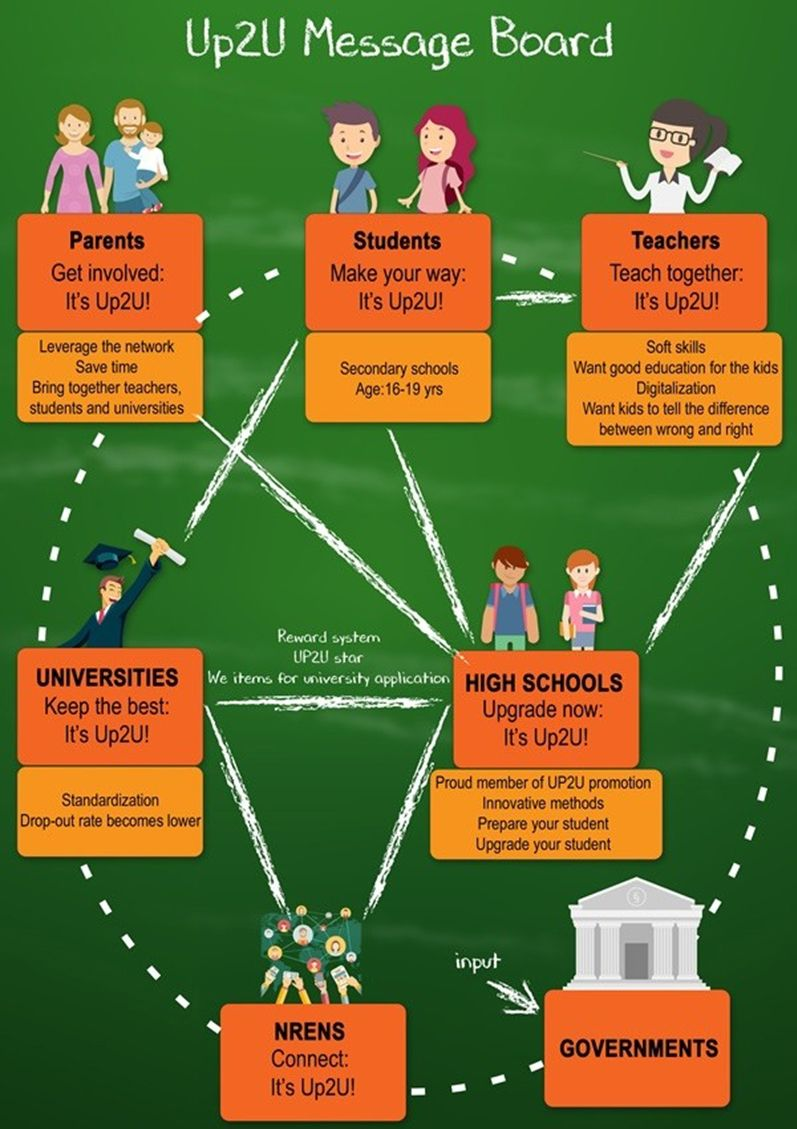 Up2U Message Board
Parents
Get involved:
It's Up2U!
Leverage the network
Save time
Bring together teachers,
students and universities
Students
Make your way:
It's Up2U!
Secondary schools
Age:16-19 yrs
Teachers
Teach together:
It's Up2U!
Soft skills
Want good education for the kids
Digitalization
Want kids to tell the difference
between wrong and right
Reward system
UP2U star
We items for university application
UNIVERSITIES
Keep the best:
It's Up2U!
Standardization
Drop-out rate becomes lower
HIGH SCHOOLS
Upgrade now:
It's Up2U!
Proud member of UP2U promotion
Innovative methods
Prepare your student
Upgrade your student
NRENS
Connect:
It's Up2U!
input
§
GOVERNMENTS